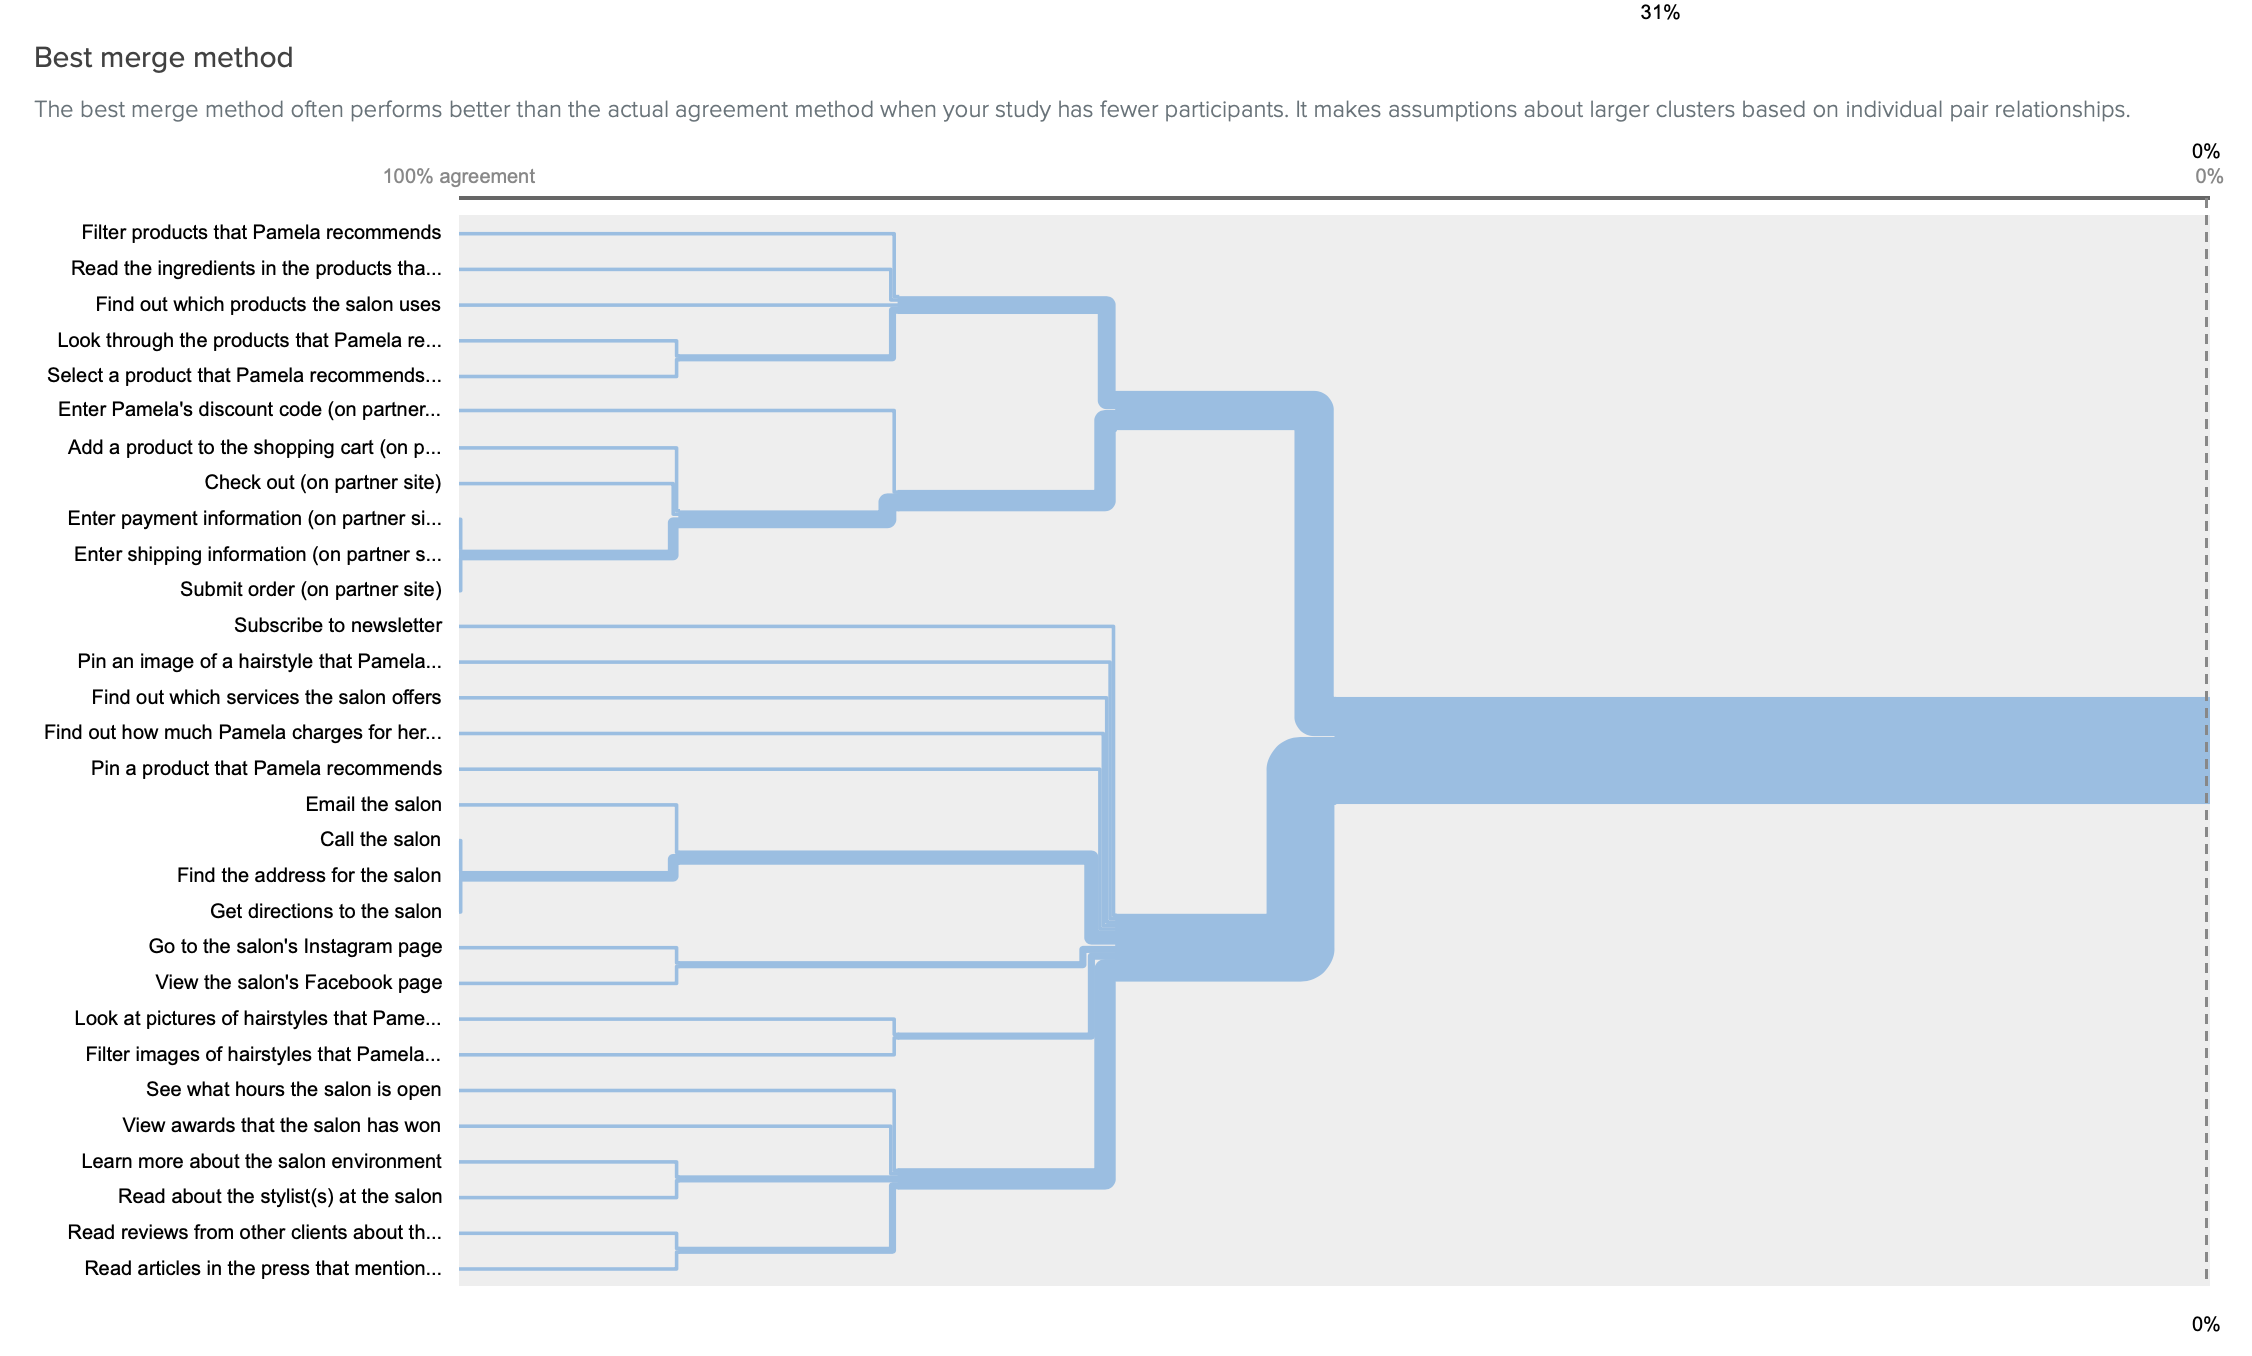 31%
Best merge method
The best merge method often performs better than the actual agreement method when your study has fewer participants. It makes assumptions about larger clusters based on individual pair relationships.
0%
100% agreement
0%
Filter products that Pamela recommends
Read the ingredients in the products tha...
Find out which products the salon uses
Look through the products that Pamela re...
Select a product that Pamela recommends...
Enter Pamela's discount code (on partner...
Add a product to the shopping cart (on p...
Check out (on partner site)
Enter payment information (on partner si...
Enter shipping information (on partner s...
Submit order (on partner site)
Subscribe to newsletter
Pin an image of a hairstyle that Pamela...
Find out which services the salon offers
Find out how much Pamela charges for her...
Pin a product that Pamela recommends
Email the salon
Call the salon
Find the address for the salon
Get directions to the salon
Go to the salon's Instagram page
View the salon's Facebook page
Look at pictures of hairstyles that Pame...
Filter images of hairstyles that Pamela...
See what hours the salon is open
View awards that the salon has won
Learn more about the salon environment
Read about the stylist(s) at the salon
Read reviews from other clients about th...
Read articles in the press that mention...
0%